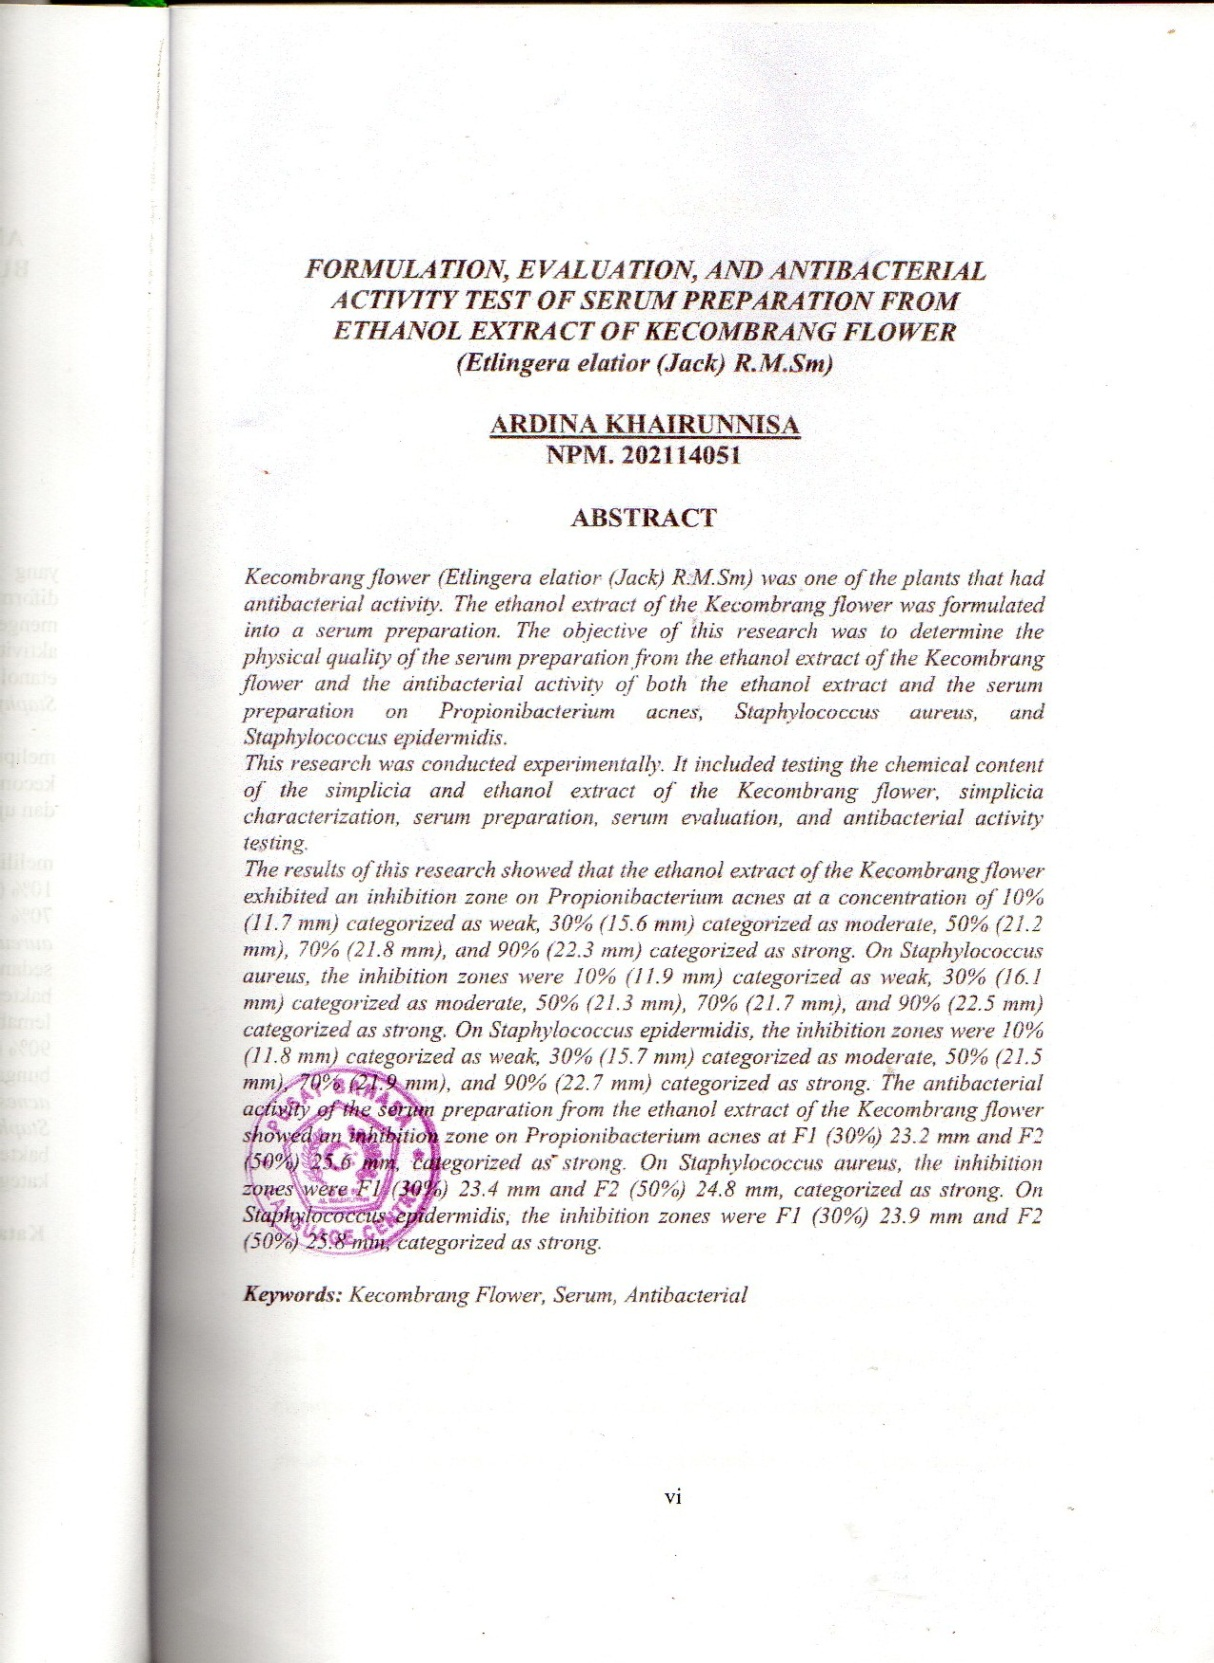 FORMULATION, EVALUATION, AND ANTIBACTERIAL
ACTIVITY TEST OF SERUM PREPARATION FROM
ETHANOL EXTRACT OF KECOMBRANG FLOWER
(Etlingera elatior (Jack) R.M.Sm)
ARDINA KHAIRUNNISA
NPM. 202114051
ABSTRACT
Kecombrang flower (Etlingera elatior (Jack) R.M.Sm) was one of the plants that had
antibacterial activity. The ethanol extract of the Kecombrang flower was formulated
into a serum preparation. The objective of this research was to determine the
physical quality of the serum preparation from the ethanol extract of the Kecombrang
flower and the antibacterial activity of both the ethanol extract and the serum
preparation on Propionibacterium acnes, Staphylococcus aureus, and
Staphylococcus epidermidis.
This research was conducted experimentally. It included testing the chemical content
of the simplicia and ethanol extract of the Kecombrang flower, simplicia
characterization, serum preparation, serum evaluation, and antibacterial activity
testing.
The results of this research showed that the ethanol extract of the Kecombrang flower
exhibited an inhibition zone on Propionibacterium acnes at a concentration of 10%
(11.7 mm) categorized as weak, 30% (15.6 mm) categorized as moderate, 50% (21.2
mm), 70% (21.8 mm), and 90% (22.3 mm) categorized as strong. On Staphylococcus
aureus, the inhibition zones were 10% (11.9 mm) categorized as weak, 30% (16.1
mm) categorized as moderate, 50% (21.3 mm), 70% (21.7 mm), and 90% (22.5 mm)
categorized as strong. On Staphylococcus epidermidis, the inhibition zones were 10%
(11.8 mm) categorized as weak, 30% (15.7 mm) categorized as moderate, 50% (21.5
mm), 70% (21.9 mm), and 90% (22.7 mm) categorized as strong. The antibacterial
activity of the serum preparation from the ethanol extract of the Kecombrang flower
showed an inhibition zone on Propionibacterium acnes at F1 (30%) 23.2 mm and F2
(50%) 25.6 mm, categorized as strong. On Staphylococcus aureus, the inhibition
zones were F1 (30%) 23.4 mm and F2 (50%) 24.8 mm, categorized as strong. On
Staphylococcus epidermidis, the inhibition zones were F1 (30%) 23.9 mm and F2
(50%) 25.8 mm, categorized as strong.
PUSAT BAHASA
LANGUAGE CENTRE
Keywords: Kecombrang Flower, Serum, Antibacterial
vi